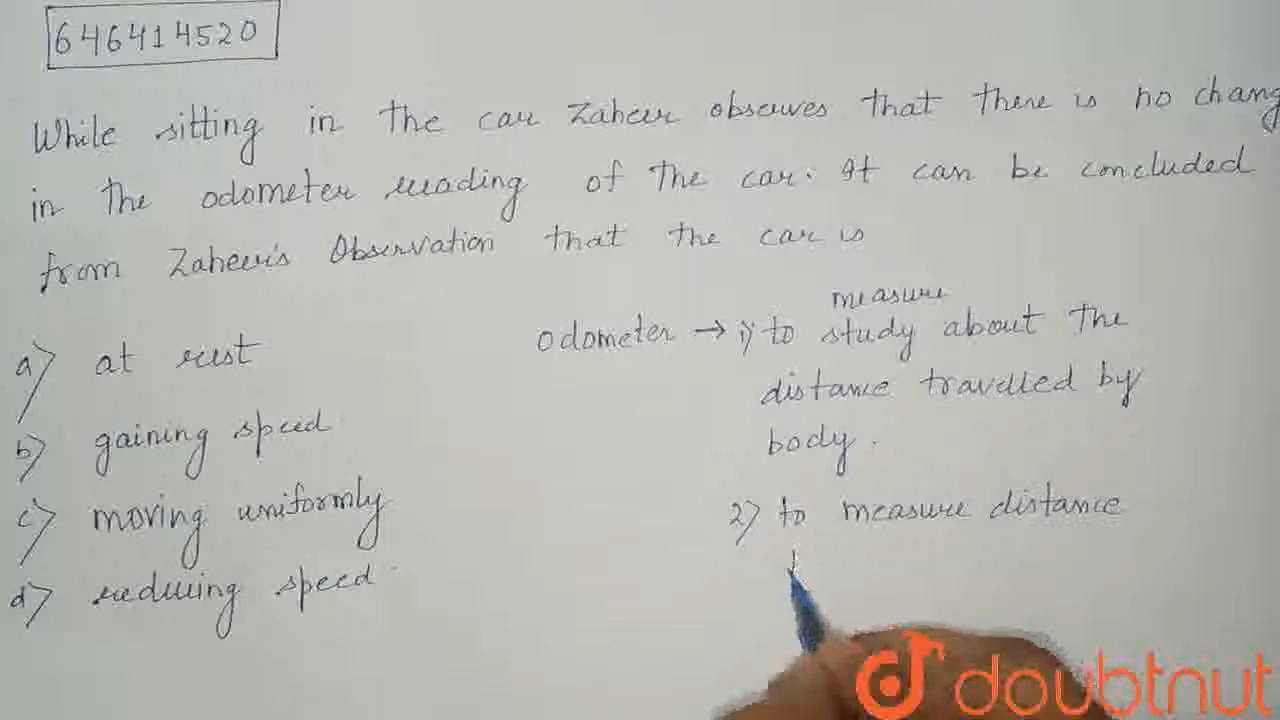 646414520
While sitting in the car Zaheer observes that there is no chang
in the odometer reading of the car. It can be concluded
from Zaheer's Observation that the car is
a) at rest
b) gaining speed
c) moving uniformly
d) reducing speed
measure
odometer → 1) to study about the
distance travelled by
body.
2) to measure distance
doubtnut